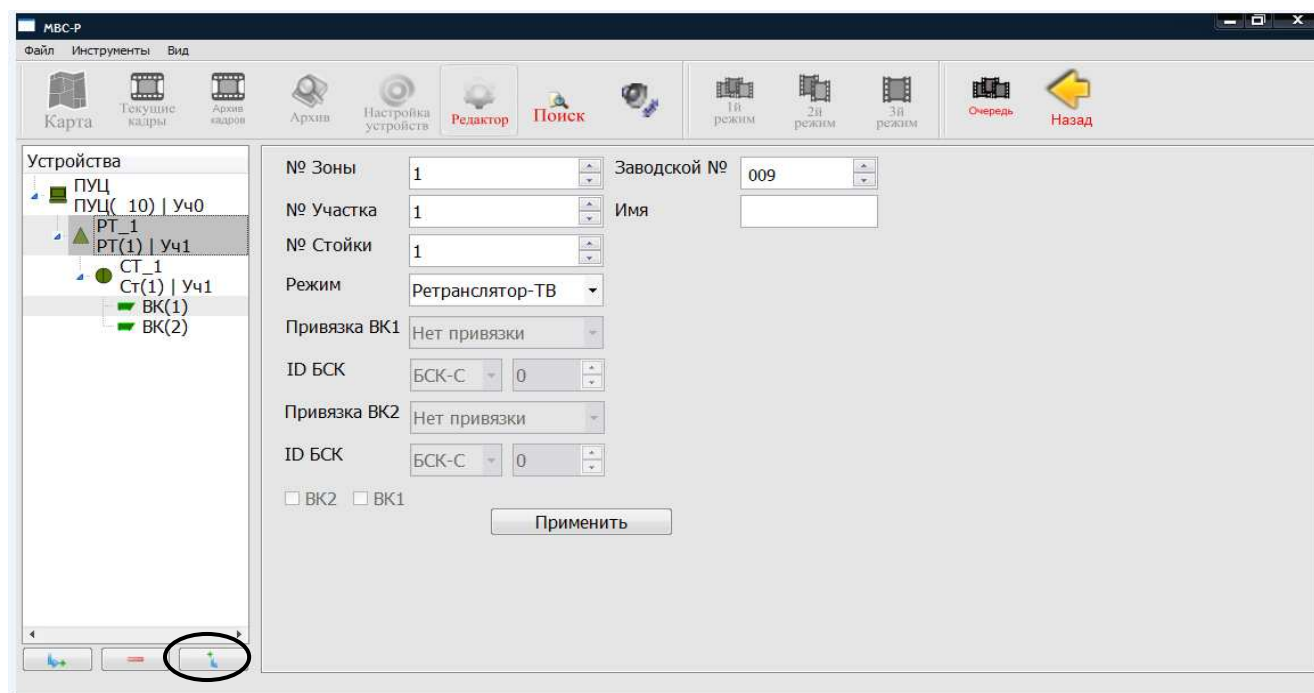 МВС-Р
Файл Инструменты Вид
Карта
Текущие
кадры
Архив
кадров
Архив
Настройка
устройств
Редактор
Поиск
1й
режим
2й
режим
3й
режим
Очередь
Назад
Устройства
ПУЦ
ПУЦ( 10) | Уч0
РТ_1
РТ(1) | Уч1
СТ_1
Ст(1) | Уч1
ВК(1)
ВК(2)
№ Зоны 1 Заводской № 009
№ Участка 1 Имя
№ Стойки 1
Режим Ретранслятор-ТВ
Привязка ВК1 Нет привязки
ID БСК БСК-С 0
Привязка ВК2 Нет привязки
ID БСК БСК-С 0
ВК2 ВК1
Применить